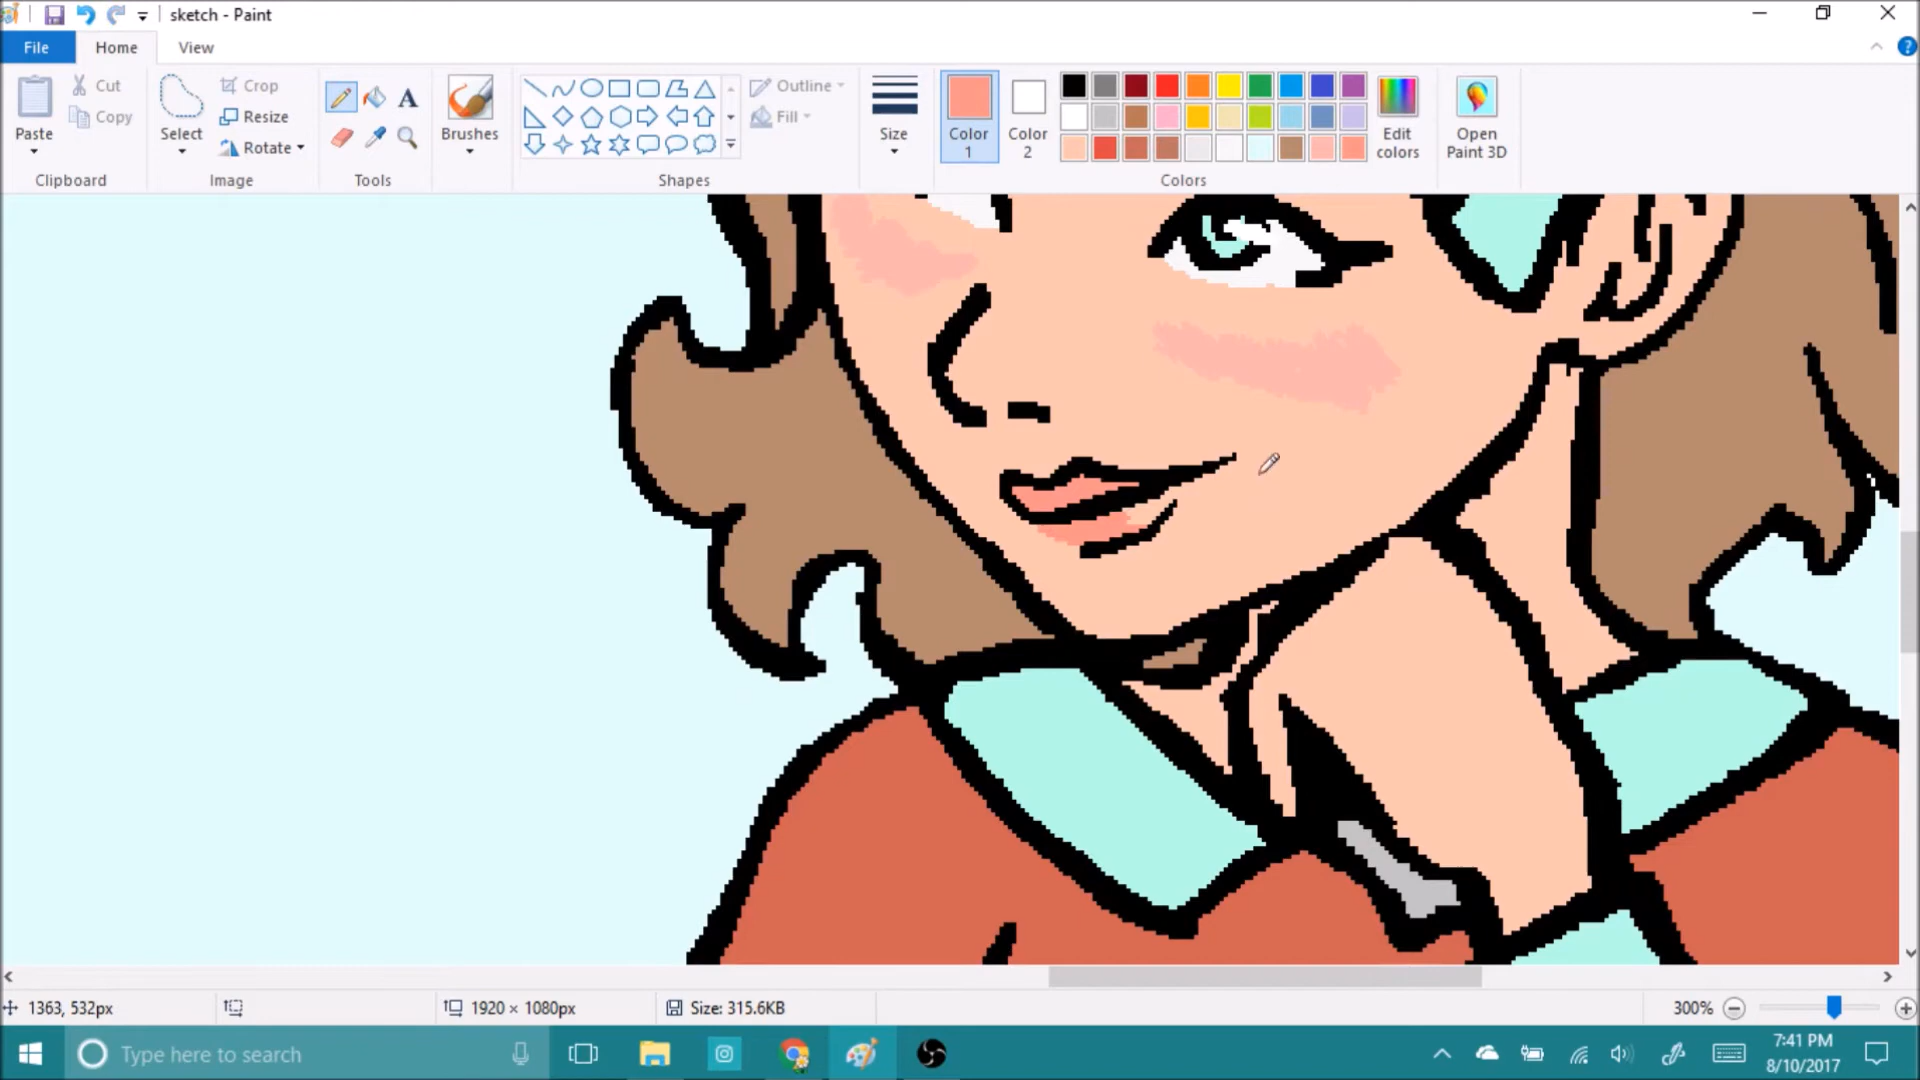 sketch - Paint
File Home View
Paste
Cut
Copy
Clipboard
Select
Crop
Resize
Rotate
Image
A
Tools
Brushes
Outline
Fill
Shapes
Size
Color 1
Color 2
Edit colors
Open Paint 3D
Colors
1363, 532px
1920 × 1080px
Size: 315.6KB
300%
Type here to search
7:41 PM
8/10/2017